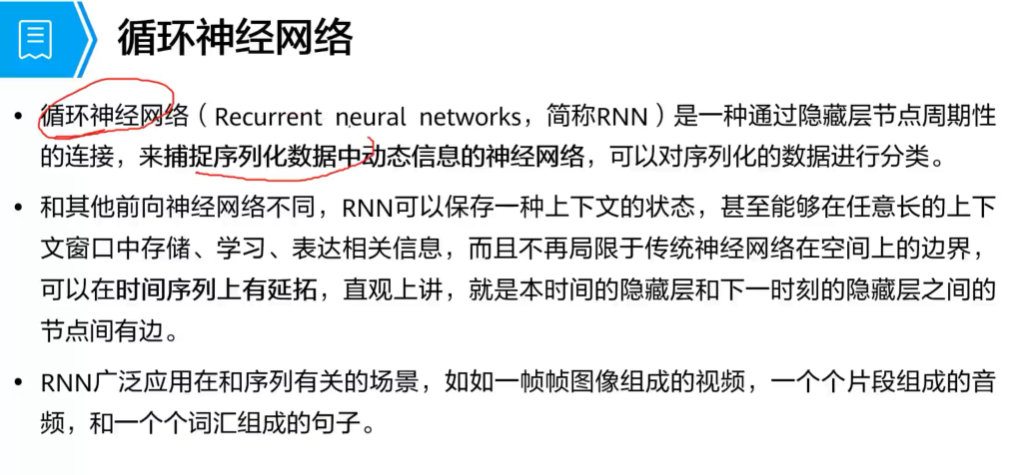 循环神经网络
• 循环神经网络（Recurrent neural networks，简称RNN）是一种通过隐藏层节点周期性
的连接，来捕捉序列化数据中动态信息的神经网络，可以对序列化的数据进行分类。
• 和其他前向神经网络不同，RNN可以保存一种上下文的状态，甚至能够在任意长的上下
文窗口中存储、学习、表达相关信息，而且不再局限于传统神经网络在空间上的边界，
可以在时间序列上有延拓，直观上讲，就是本时间的隐藏层和下一时刻的隐藏层之间的
节点间有边。
• RNN广泛应用在和序列有关的场景，如如一帧帧图像组成的视频，一个个片段组成的音
频，和一个个词汇组成的句子。